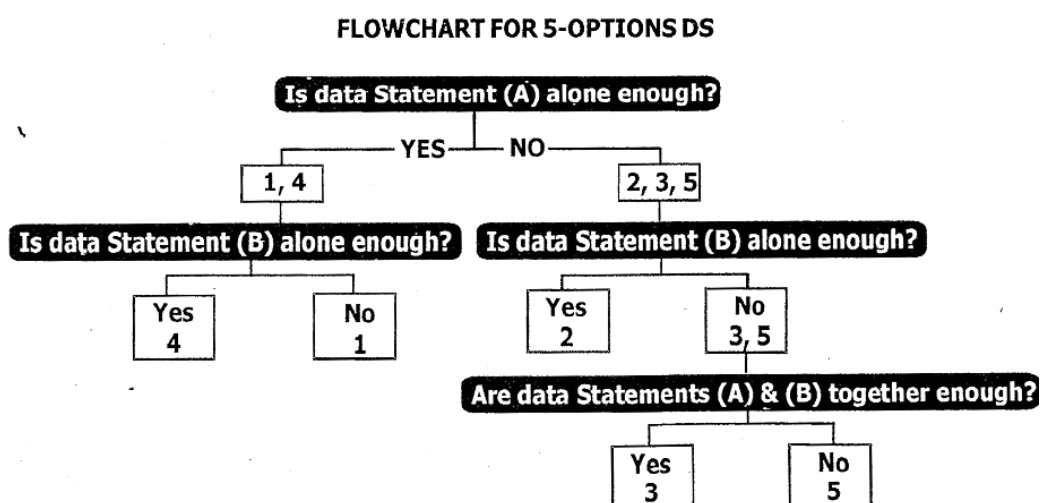 FLOWCHART FOR 5-OPTIONS DS
Is data Statement (A) alone enough?
YES NO
1, 4
2, 3, 5
Is data Statement (B) alone enough?
Is data Statement (B) alone enough?
Yes
4
No
1
Yes
2
No
3, 5
Are data Statements (A) & (B) together enough?
Yes
3
No
5